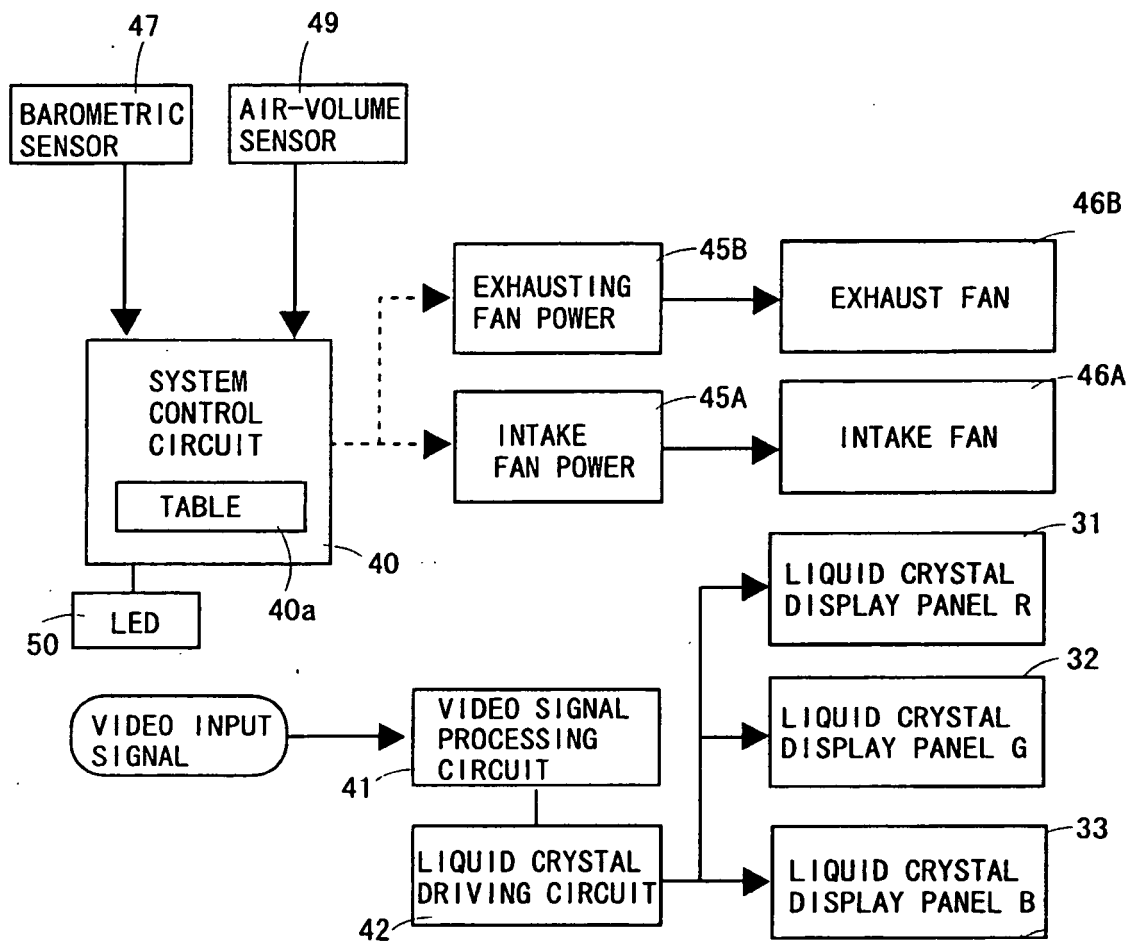 47
49
BAROMETRIC
SENSOR
AIR-VOLUME
SENSOR
46B
45B
EXHAUSTING
FAN POWER
EXHAUST FAN
SYSTEM
CONTROL
CIRCUIT
TABLE
40
40a
46A
45A
INTAKE
FAN POWER
INTAKE FAN
31
LIQUID CRYSTAL
DISPLAY PANEL R
50
LED
32
VIDEO INPUT
SIGNAL
VIDEO SIGNAL
PROCESSING
CIRCUIT
41
LIQUID CRYSTAL
DISPLAY PANEL G
33
LIQUID CRYSTAL
DRIVING CIRCUIT
42
LIQUID CRYSTAL
DISPLAY PANEL B